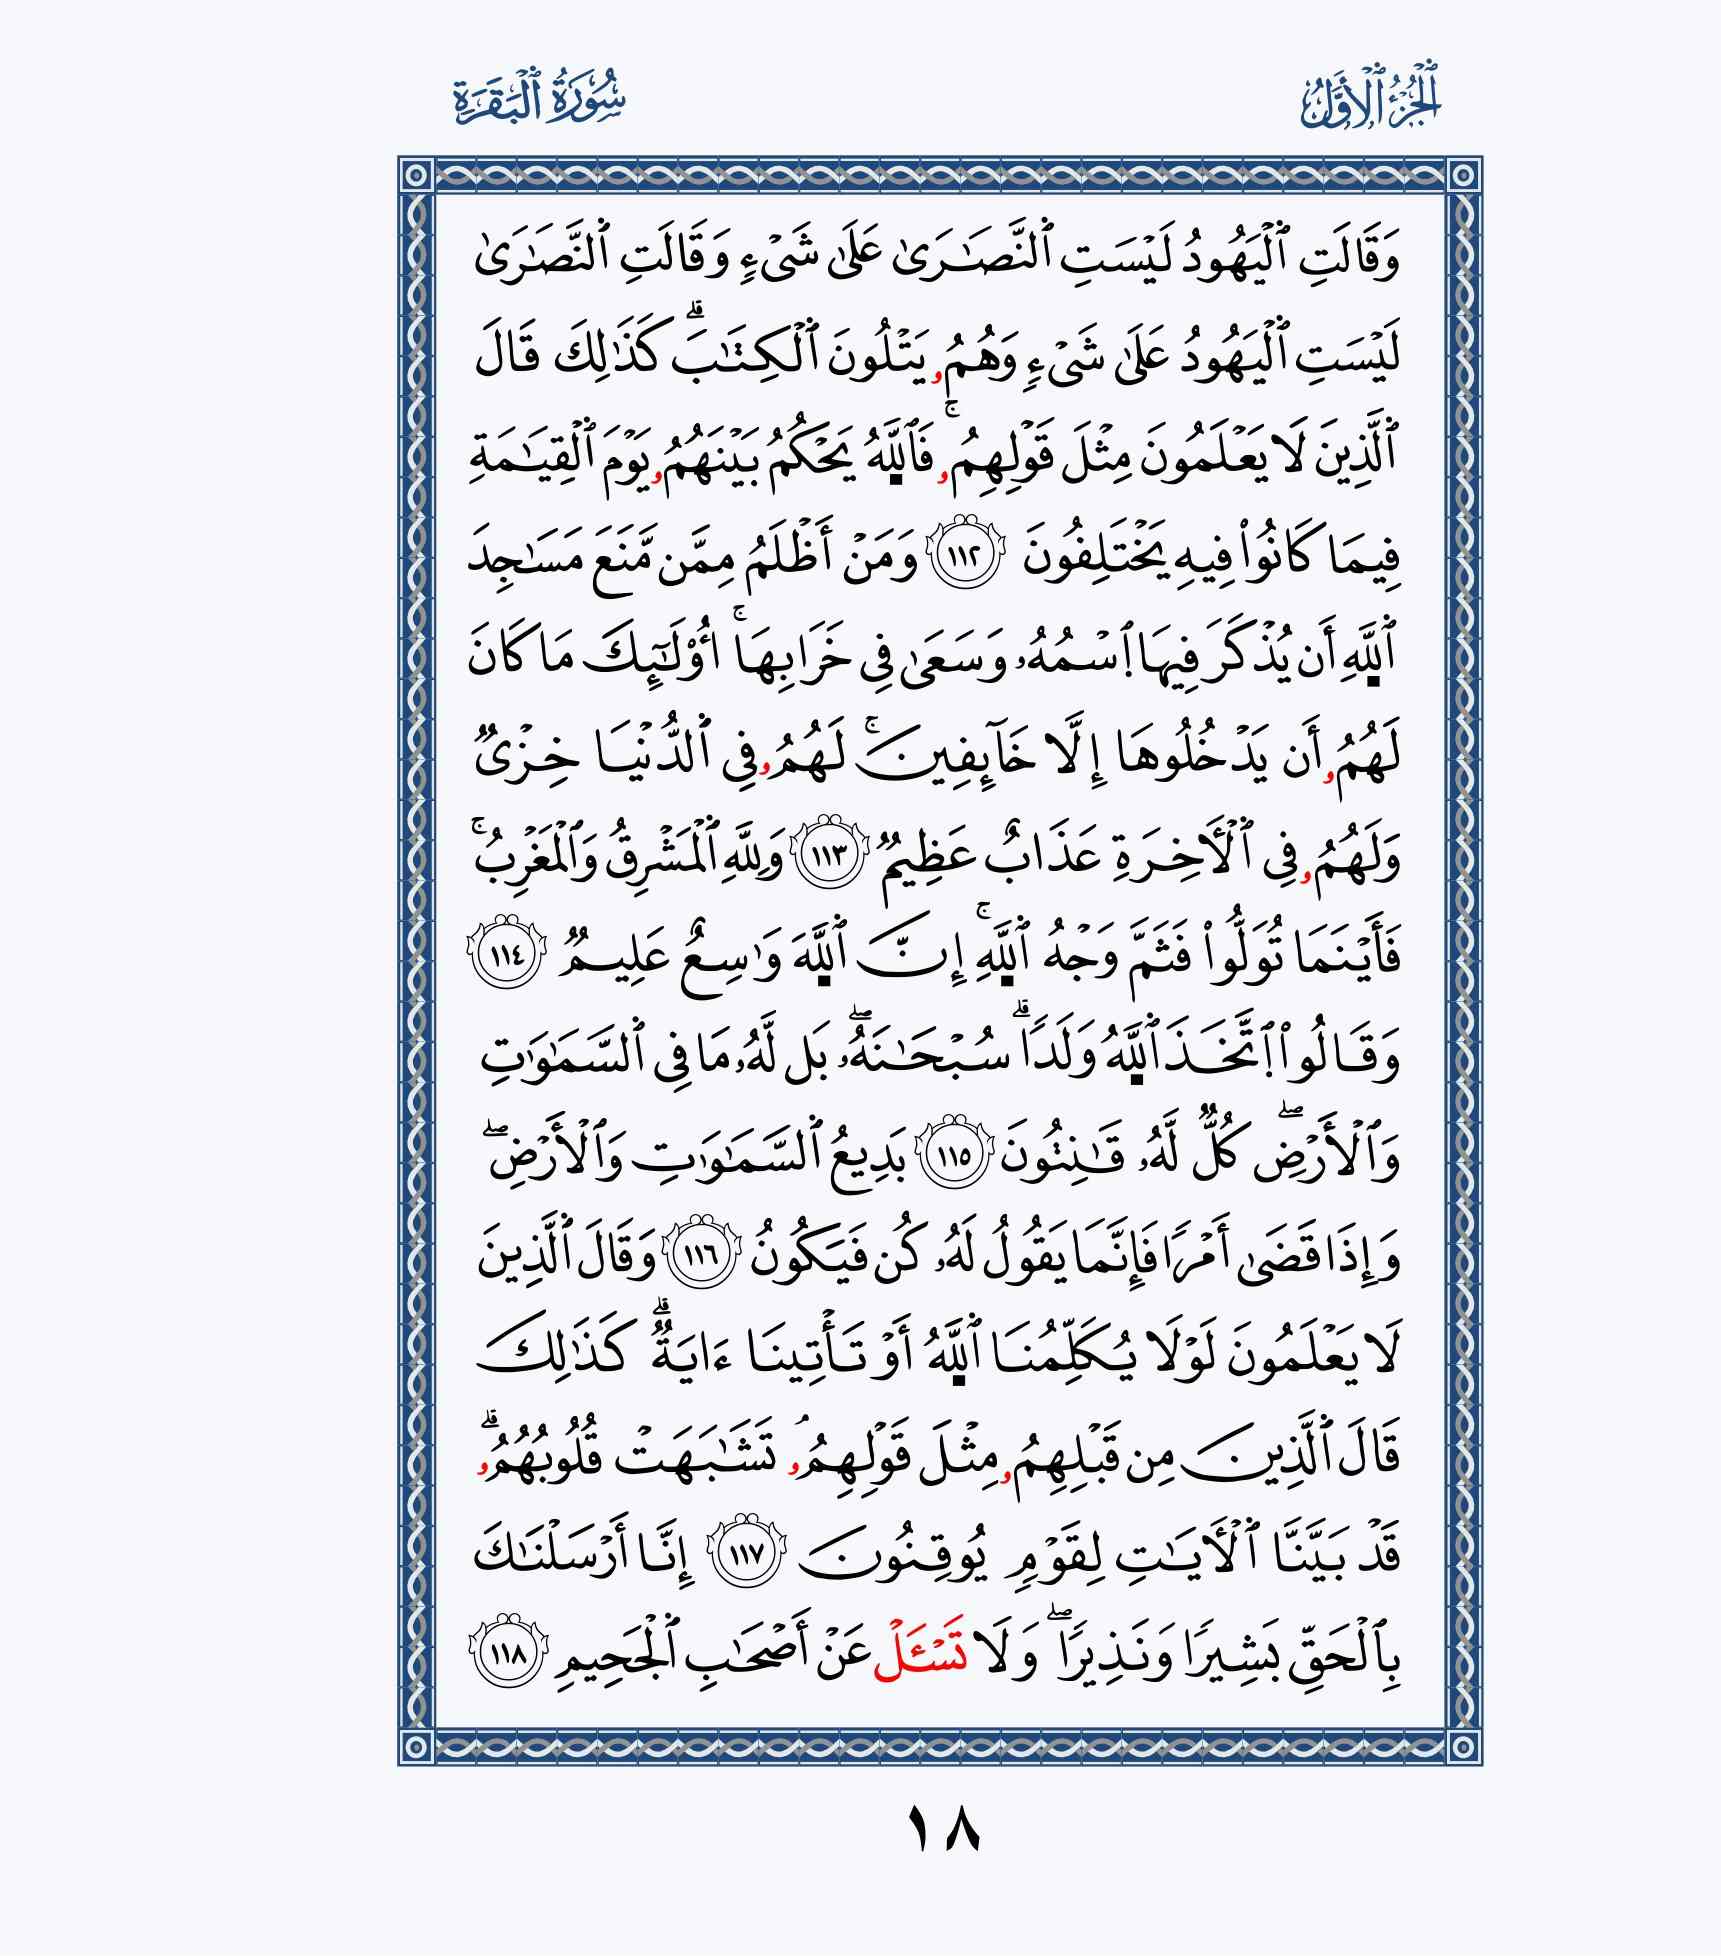 ٱلْجُزْءُ ٱلْأَوَّلُ
سُورَةُ ٱلْبَقَرَةِ
وَقَالَتِ ٱلْيَهُودُ لَيْسَتِ ٱلنَّصَٰرَىٰ عَلَىٰ شَىْءٍ وَقَالَتِ ٱلنَّصَٰرَىٰ
لَيْسَتِ ٱلْيَهُودُ عَلَىٰ شَىْءٍ وَهُمُۥ يَتْلُونَ ٱلْكِتَٰبَ ۗ كَذَٰلِكَ قَالَ
ٱلَّذِينَ لَا يَعْلَمُونَ مِثْلَ قَوْلِهِمُۥ ۚ فَٱللَّهُ يَحْكُمُ بَيْنَهُمُۥ يَوْمَ ٱلْقِيَٰمَةِ
فِيمَا كَانُوا۟ فِيهِ يَخْتَلِفُونَ ١١٢ وَمَنْ أَظْلَمُ مِمَّن مَّنَعَ مَسَٰجِدَ
ٱللَّهِ أَن يُذْكَرَ فِيهَا ٱسْمُهُۥ وَسَعَىٰ فِى خَرَابِهَا ۚ أُو۟لَٰٓئِكَ مَا كَانَ
لَهُمُۥ أَن يَدْخُلُوهَا إِلَّا خَآئِفِينَ ۚ لَهُمُۥ فِى ٱلدُّنْيَا خِزْىٌ
وَلَهُمُۥ فِى ٱلْأَخِرَةِ عَذَابٌ عَظِيمٌ ١١٣ وَلِلَّهِ ٱلْمَشْرِقُ وَٱلْمَغْرِبُ ۚ
فَأَيْنَمَا تُوَلُّوا۟ فَثَمَّ وَجْهُ ٱللَّهِ ۚ إِنَّ ٱللَّهَ وَٰسِعٌ عَلِيمٌ ١١٤
وَقَالُوا۟ ٱتَّخَذَ ٱللَّهُ وَلَدًا ۗ سُبْحَٰنَهُۥ ۖ بَل لَّهُۥ مَا فِى ٱلسَّمَٰوَٰتِ
وَٱلْأَرْضِ ۖ كُلٌّ لَّهُۥ قَٰنِتُونَ ١١٥ بَدِيعُ ٱلسَّمَٰوَٰتِ وَٱلْأَرْضِ ۖ
وَإِذَا قَضَىٰ أَمْرًا فَإِنَّمَا يَقُولُ لَهُۥ كُن فَيَكُونُ ١١٦ وَقَالَ ٱلَّذِينَ
لَا يَعْلَمُونَ لَوْلَا يُكَلِّمُنَا ٱللَّهُ أَوْ تَأْتِينَا ءَايَةٌ ۗ كَذَٰلِكَ
قَالَ ٱلَّذِينَ مِن قَبْلِهِمُۥ مِثْلَ قَوْلِهِمُۥ ۘ تَشَٰبَهَتْ قُلُوبُهُمُۥ ۗ
قَدْ بَيَّنَّا ٱلْأَيَٰتِ لِقَوْمٍ يُوقِنُونَ ١١٧ إِنَّا أَرْسَلْنَٰكَ
بِٱلْحَقِّ بَشِيرًا وَنَذِيرًا ۖ وَلَا تَسْـَٔلْ عَنْ أَصْحَٰبِ ٱلْجَحِيمِ ١١٨
١٨